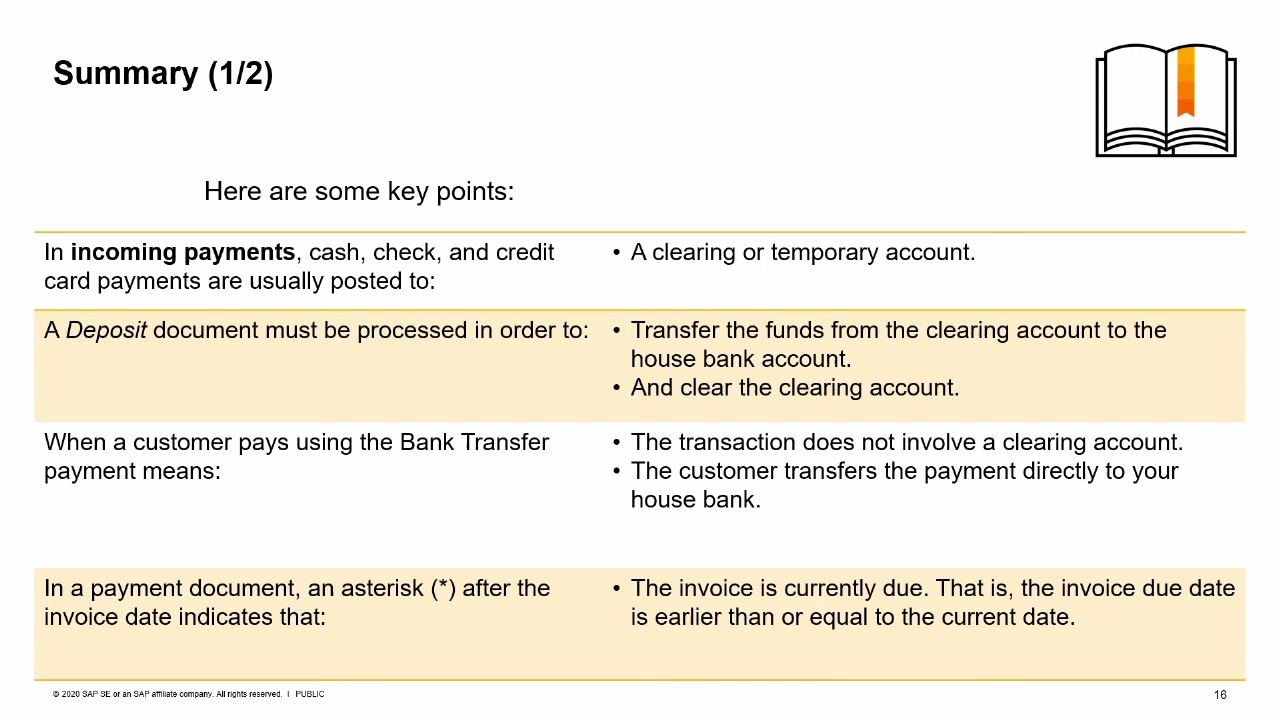 Summary (1/2)
Here are some key points:
In incoming payments, cash, check, and credit
card payments are usually posted to:
• A clearing or temporary account.
A Deposit document must be processed in order to:
• Transfer the funds from the clearing account to the
house bank account.
• And clear the clearing account.
When a customer pays using the Bank Transfer
payment means:
• The transaction does not involve a clearing account.
• The customer transfers the payment directly to your
house bank.
In a payment document, an asterisk (*) after the
invoice date indicates that:
• The invoice is currently due. That is, the invoice due date
is earlier than or equal to the current date.
© 2020 SAP SE or an SAP affiliate company. All rights reserved. I PUBLIC
16